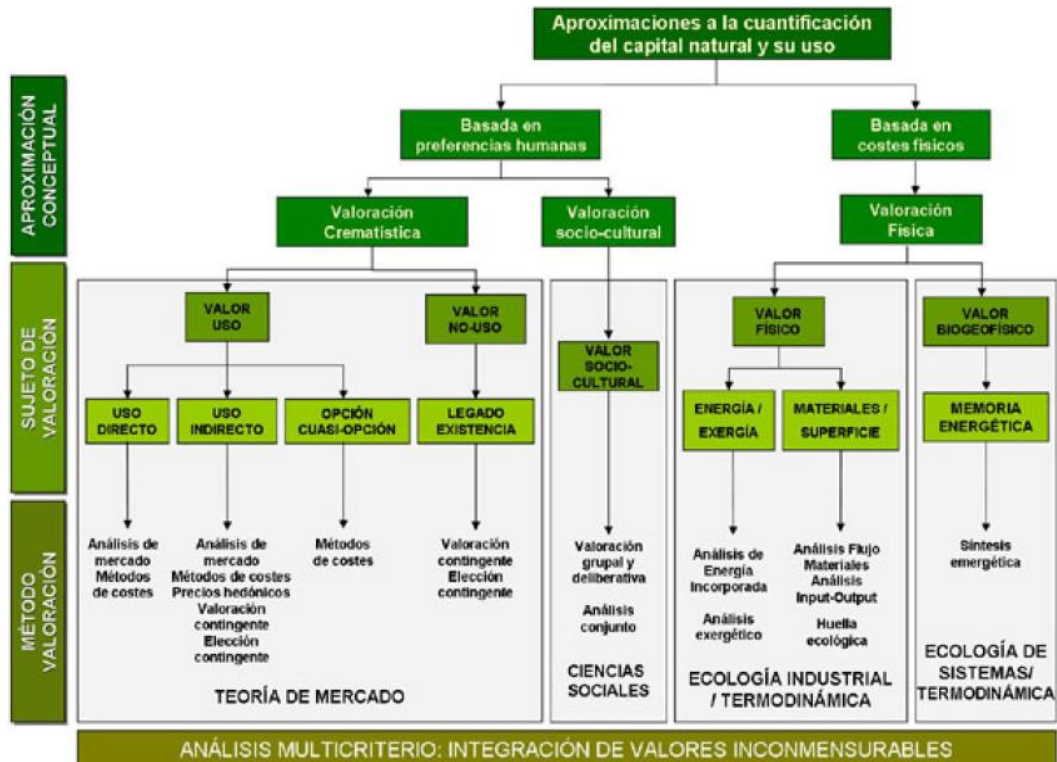 Aproximaciones a la cuantificación
del capital natural y su uso
APROXIMACIÓN
CONCEPTUAL
Basada en
preferencias humanas
Basada en
costes físicos
Valoración
Crematística
Valoración
socio-cultural
Valoración
Física
SUJETO DE
VALORACIÓN
VALOR
USO
VALOR
NO-USO
VALOR
SOCIO-
CULTURAL
VALOR
FÍSICO
VALOR
BIOGEOFÍSICO
USO
DIRECTO
USO
INDIRECTO
OPCIÓN
CUASI-OPCIÓN
LEGADO
EXISTENCIA
ENERGÍA /
EXERGÍA
MATERIALES /
SUPERFICIE
MEMORIA
ENERGÉTICA
MÉTODO
VALORACIÓN
Análisis de
mercado
Métodos
de costes
Análisis de
mercado
Métodos de costes
Precios hedónicos
Valoración
contingente
Elección
contingente
Métodos
de costes
Valoración
contingente
Elección
contingente
Valoración
grupal y
deliberativa
Análisis
conjunto
Análisis de
Energía
Incorporada
Análisis
exergético
Análisis Flujo
Materiales
Análisis
Input-Output
Huella
ecológica
Síntesis
emergética
TEORÍA DE MERCADO
CIENCIAS
SOCIALES
ECOLOGÍA INDUSTRIAL
/ TERMODINÁMICA
ECOLOGÍA DE
SISTEMAS/
TERMODINÁMICA
ANÁLISIS MULTICRITERIO: INTEGRACIÓN DE VALORES INCONMENSURABLES